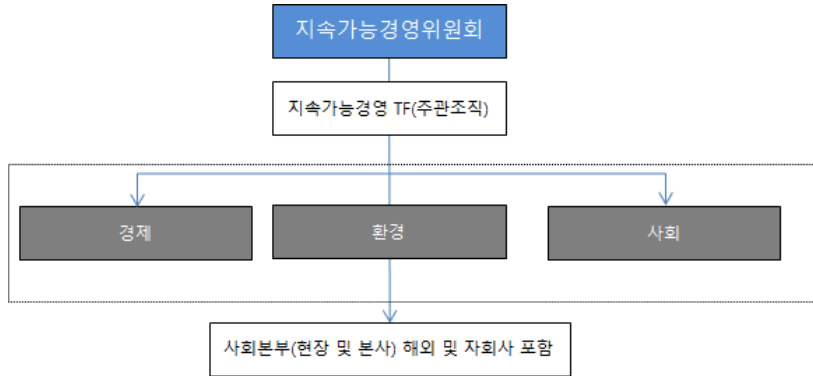 지속가능경영위원회
지속가능경영 TF(주관조직)
경제
환경
사회
사회본부(현장 및 본사) 해외 및 자회사 포함